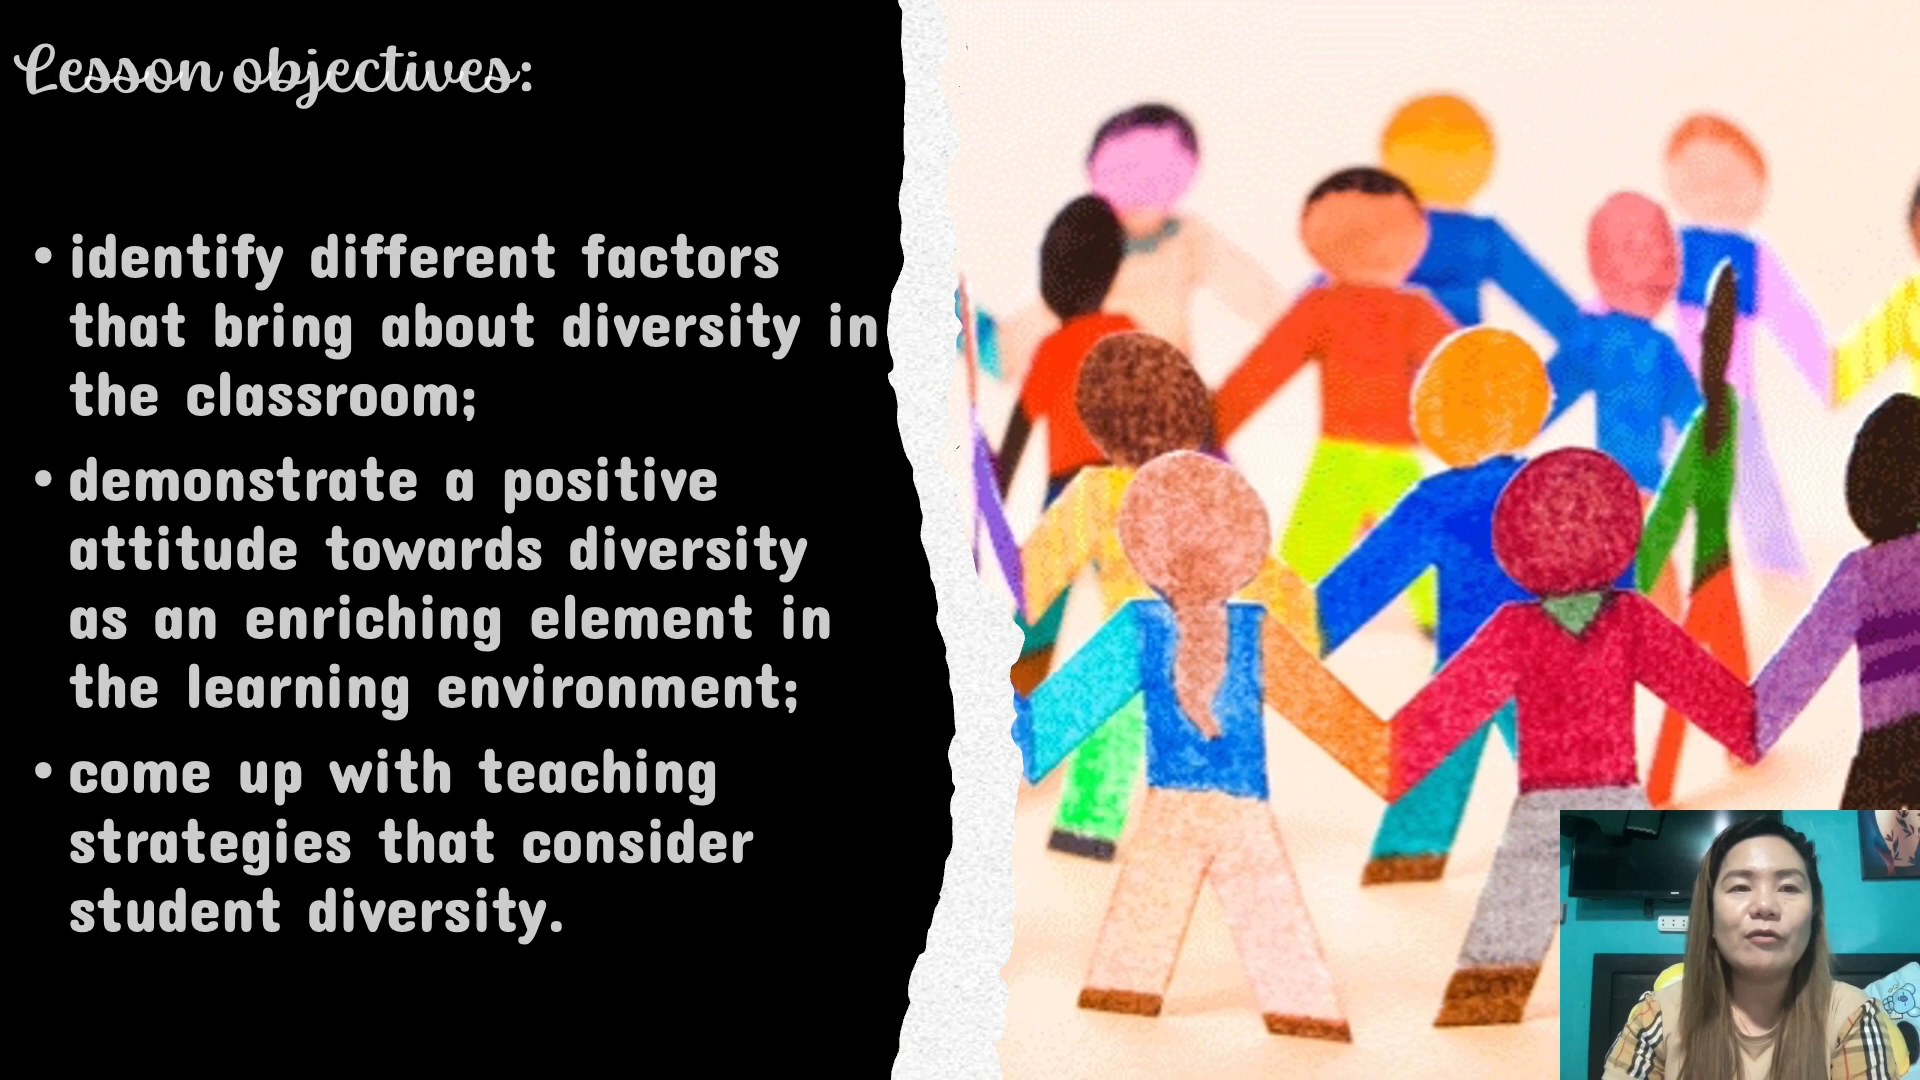 Lesson objectives:
• identify different factors
that bring about diversity in
the classroom;
• demonstrate a positive
attitude towards diversity
as an enriching element in
the learning environment;
• come up with teaching
strategies that consider
student diversity.